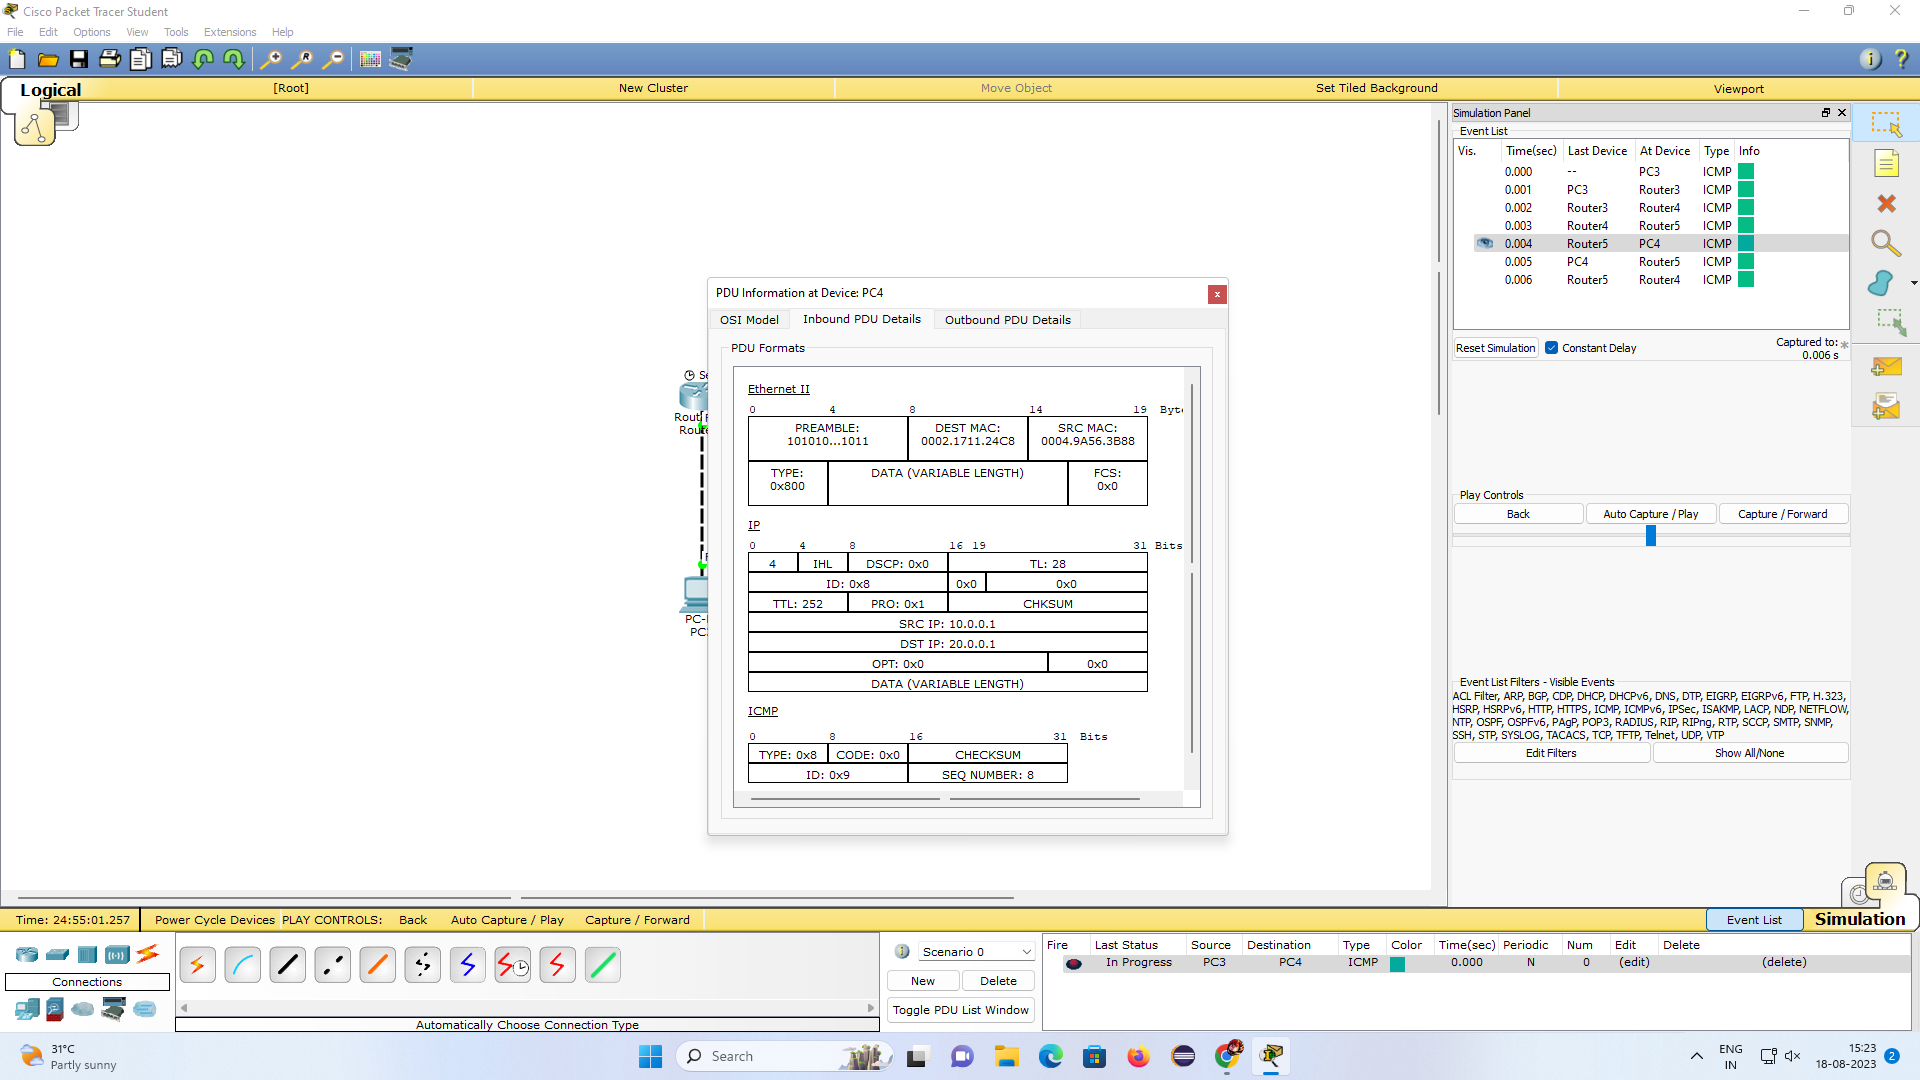 Cisco Packet Tracer Student
File Edit Options View Tools Extensions Help
Logical [Root] New Cluster Move Object Set Tiled Background Viewport
Simulation Panel
Event List
Vis. Time(sec) Last Device At Device Type Info
0.000 -- PC3 ICMP
0.001 PC3 Router3 ICMP
0.002 Router3 Router4 ICMP
0.003 Router4 Router5 ICMP
0.004 Router5 PC4 ICMP
0.005 PC4 Router5 ICMP
0.006 Router5 Router4 ICMP
Reset Simulation Constant Delay Captured to: *
0.006 s
Play Controls
Back Auto Capture / Play Capture / Forward
Event List Filters - Visible Events
ACL Filter, ARP, BGP, CDP, DHCP, DHCPv6, DNS, DTP, EIGRP, EIGRPv6, FTP, H.323,
HSRP, HSRPv6, HTTP, HTTPS, ICMP, ICMPv6, IPSec, ISAKMP, LACP, NDP, NETFLOW,
NTP, OSPF, OSPFv6, PAgP, POP3, RADIUS, RIP, RIPng, RTP, SCCP, SMTP, SNMP,
SSH, STP, SYSLOG, TACACS, TCP, TFTP, Telnet, UDP, VTP
Edit Filters Show All/None
PDU Information at Device: PC4
OSI Model Inbound PDU Details Outbound PDU Details
PDU Formats
Ethernet II
0 4 8 14 19 Byte
PREAMBLE: DEST MAC: SRC MAC:
101010...1011 0002.1711.24C8 0004.9A56.3B88
TYPE: DATA (VARIABLE LENGTH) FCS:
0x800 0x0
IP
0 4 8 16 19 31 Bits
4 IHL DSCP: 0x0 TL: 28
ID: 0x8 0x0 0x0
TTL: 252 PRO: 0x1 CHKSUM
SRC IP: 10.0.0.1
DST IP: 20.0.0.1
OPT: 0x0 0x0
DATA (VARIABLE LENGTH)
ICMP
0 8 16 31 Bits
TYPE: 0x8 CODE: 0x0 CHECKSUM
ID: 0x9 SEQ NUMBER: 8
Se
Rout
Route
PC-
PC
Time: 24:55:01.257 Power Cycle Devices PLAY CONTROLS: Back Auto Capture / Play Capture / Forward Event List Simulation
Connections
Automatically Choose Connection Type
Scenario 0
New Delete
Toggle PDU List Window
Fire Last Status Source Destination Type Color Time(sec) Periodic Num Edit Delete
In Progress PC3 PC4 ICMP 0.000 N 0 (edit) (delete)
31°C
Partly sunny
Search
ENG
IN
15:23
18-08-2023
2